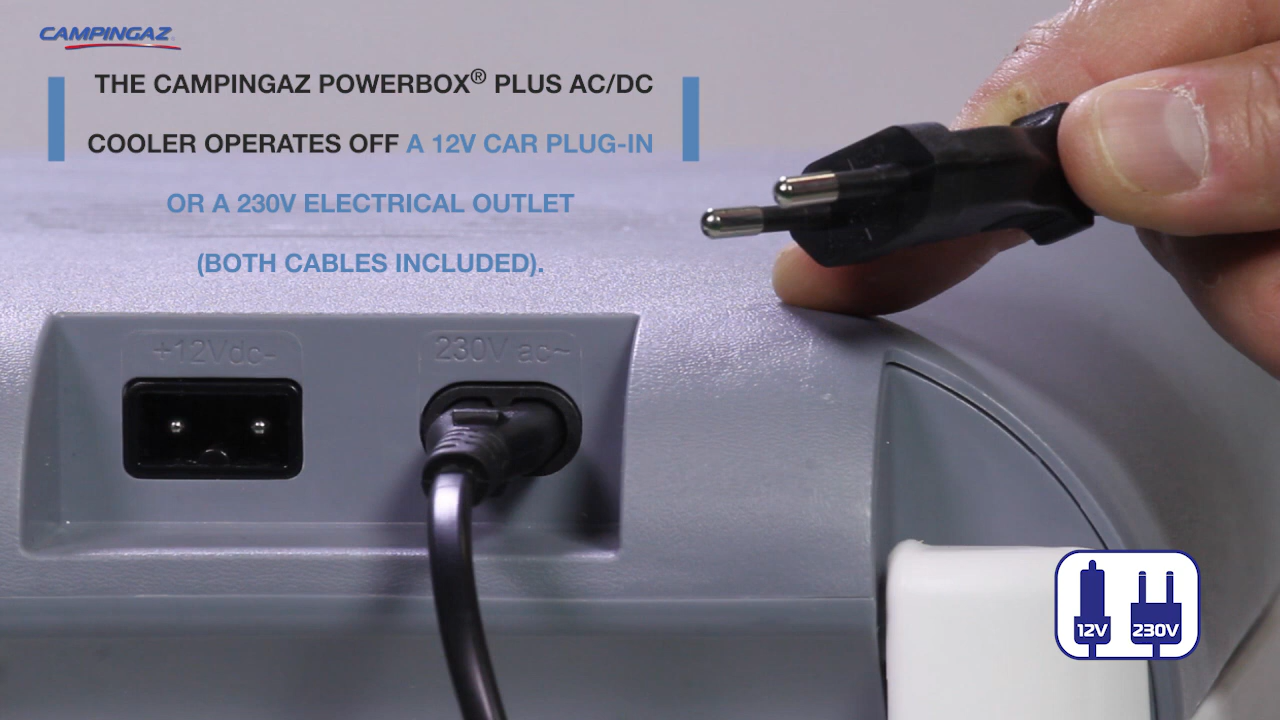 CAMPINGAZ
THE CAMPINGAZ POWERBOX® PLUS AC/DC
COOLER OPERATES OFF A 12V CAR PLUG-IN
OR A 230V ELECTRICAL OUTLET
(BOTH CABLES INCLUDED).
+12Vdc- 230V ac~
12V 230V